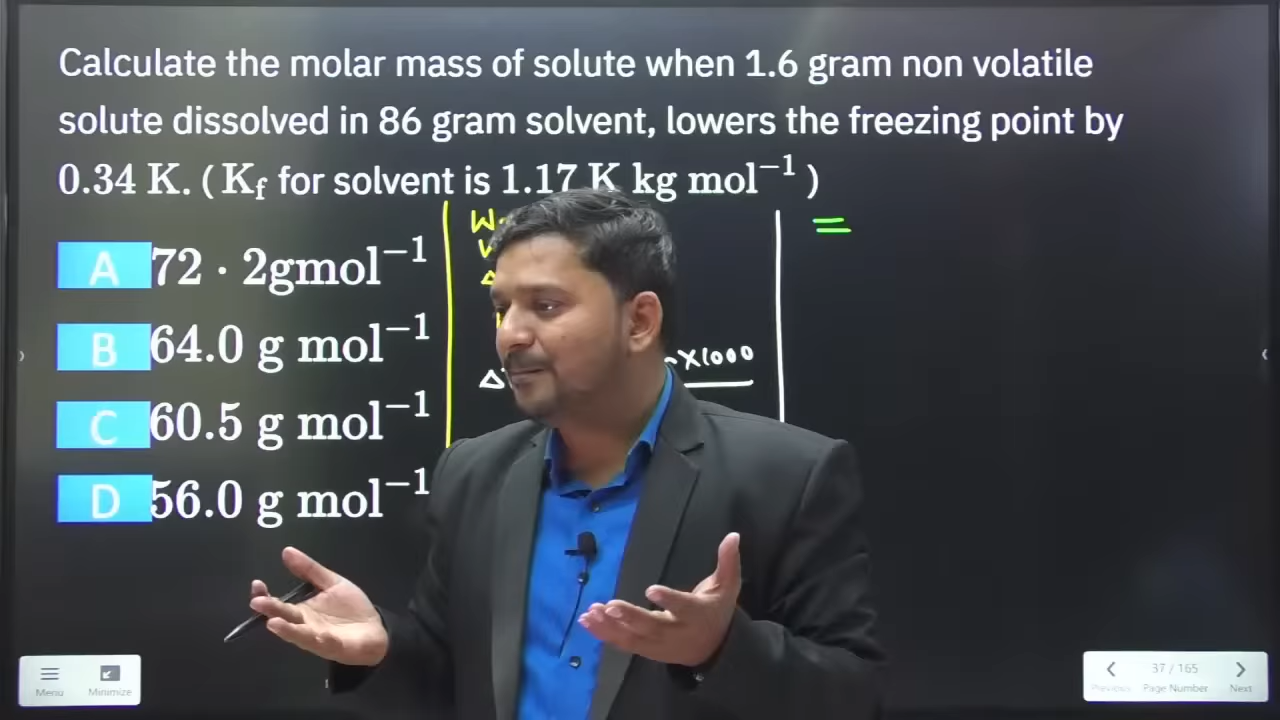 Calculate the molar mass of solute when 1.6 gram non volatile
solute dissolved in 86 gram solvent, lowers the freezing point by
0.34 K. ( K_f for solvent is 1.17 K kg mol⁻¹ )
A 72 · 2gmol⁻¹
B 64.0 g mol⁻¹
C 60.5 g mol⁻¹
D 56.0 g mol⁻¹
W
Δ
×1000
Δ
=
Menu
Minimize
Previous
37 / 165
Page Number
Next